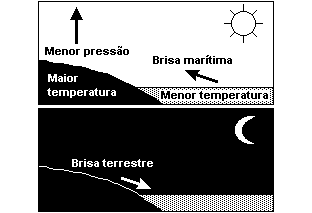 Menor pressão
Brisa marítima
Maior
temperatura
Menor temperatura
Brisa terrestre